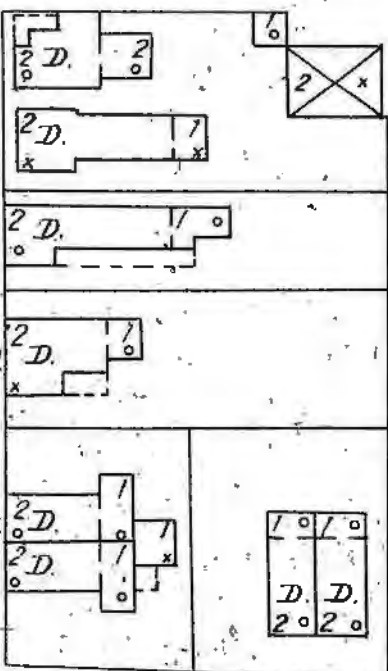 2 D. 2 1
2 x
2 D. 1
x x
2 D. 1
2 D. 1
x
2 D. 1 1
2 D. 1 x
1 1
D. D.
2 2